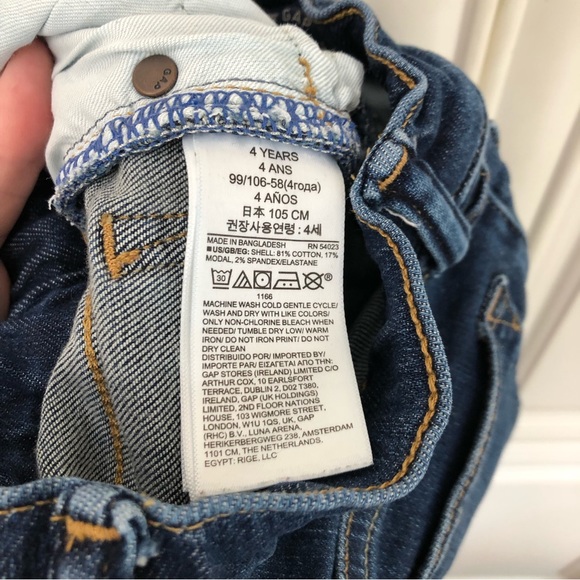 GAP
GAP
4 YEARS
4 ANS
99/106-58(4года)
4 AÑOS
日本 105 CM
권장사용연령 : 4세
MADE IN BANGLADESH RN 54023
■ US/GB/EG: SHELL: 81% COTTON, 17%
MODAL, 2% SPANDEX/ELASTANE
30
1166
MACHINE WASH COLD GENTLE CYCLE/
WASH AND DRY WITH LIKE COLORS/
ONLY NON-CHLORINE BLEACH WHEN
NEEDED/ TUMBLE DRY LOW/ WARM
IRON/ DO NOT IRON PRINT/ DO NOT
DRY CLEAN
DISTRIBUIDO POR/ IMPORTED BY/
IMPORTE PAR/ ΕΙΣΑΓΕΤΑΙ ΑΠΟ ΤΗΝ:
GAP STORES (IRELAND) LIMITED C/O
ARTHUR COX, 10 EARLSFORT
TERRACE, DUBLIN 2, D02 T380,
IRELAND, GAP (UK HOLDINGS)
LIMITED, 2ND FLOOR NATIONS
HOUSE, 103 WIGMORE STREET,
LONDON, W1U 1QS, UK, GAP
(RHC) B.V., LUNA ARENA,
HERIKERBERGWEG 238, AMSTERDAM
1101 CM, THE NETHERLANDS,
EGYPT: RIGE, LLC